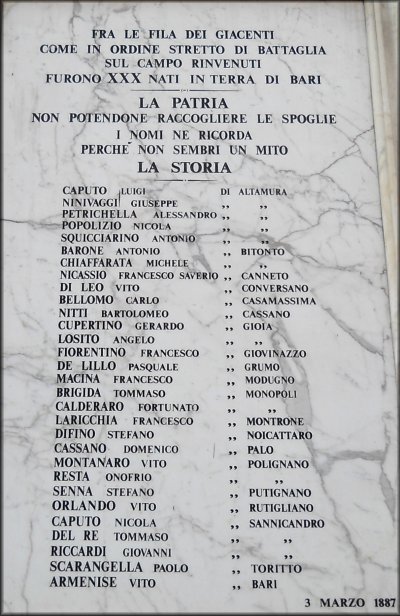 FRA LE FILA DEI GIACENTI
COME IN ORDINE STRETTO DI BATTAGLIA
SUL CAMPO RINVENUTI
FURONO XXX NATI IN TERRA DI BARI
LA PATRIA
NON POTENDONE RACCOGLIERE LE SPOGLIE
I NOMI NE RICORDA
PERCHÈ NON SEMBRI UN MITO
LA STORIA
CAPUTO LUIGI DI ALTAMURA
NINIVAGGI GIUSEPPE ,, ,,
PETRICHELLA ALESSANDRO ,, ,,
POPOLIZIO NICOLA ,, ,,
SQUICCIARINO ANTONIO ,, ,,
BARONE ANTONIO ,, BITONTO
CHIAFFARATA MICHELE ,, ,,
NICASSIO FRANCESCO SAVERIO ,, CANNETO
DI LEO VITO ,, CONVERSANO
BELLOMO CARLO ,, CASAMASSIMA
NITTI BARTOLOMEO ,, CASSANO
CUPERTINO GERARDO ,, GIOIA
LOSITO ANGELO ,, ,,
FIORENTINO FRANCESCO ,, GIOVINAZZO
DE LILLO PASQUALE ,, GRUMO
MACINA FRANCESCO ,, MODUGNO
BRIGIDA TOMMASO ,, MONOPOLI
CALDERARO FORTUNATO ,, ,,
LARICCHIA FRANCESCO ,, MONTRONE
DIFINO STEFANO ,, NOICATTARO
CASSANO DOMENICO ,, PALO
MONTANARO VITO ,, POLIGNANO
RESTA ONOFRIO ,, ,,
SENNA STEFANO ,, PUTIGNANO
ORLANDO VITO ,, RUTIGLIANO
CAPUTO NICOLA ,, SANNICANDRO
DEL RE TOMMASO ,, ,,
RICCARDI GIOVANNI ,, ,,
SCARANGELLA PAOLO ,, TORITTO
ARMENISE VITO ,, BARI
3 MARZO 1887